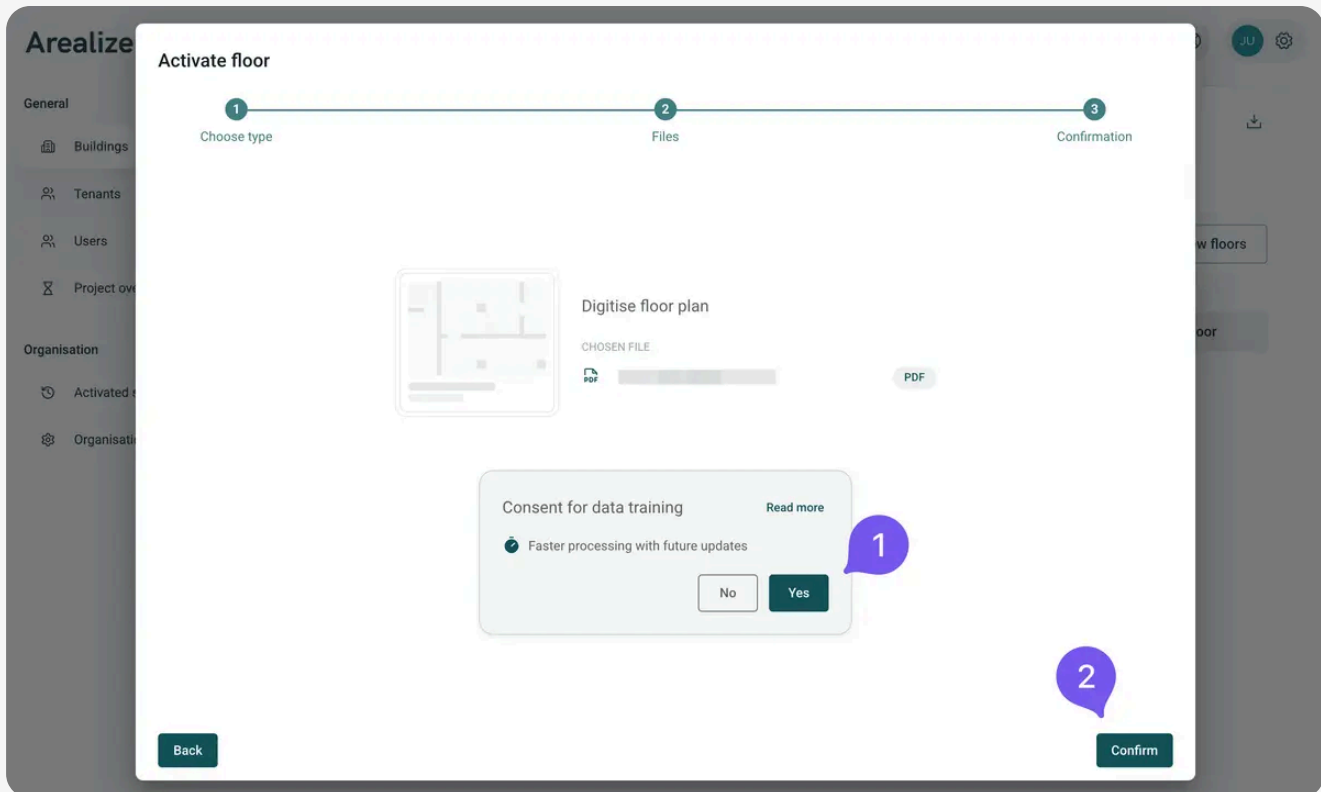 Arealize
JU
Activate floor
1
2
3
Choose type
Files
Confirmation
General
Buildings
Tenants
Users
Project ove
Organisation
Activated s
Organisati
w floors
oor
Digitise floor plan
CHOSEN FILE
PDF
PDF
Consent for data training
Read more
Faster processing with future updates
No
Yes
1
2
Back
Confirm